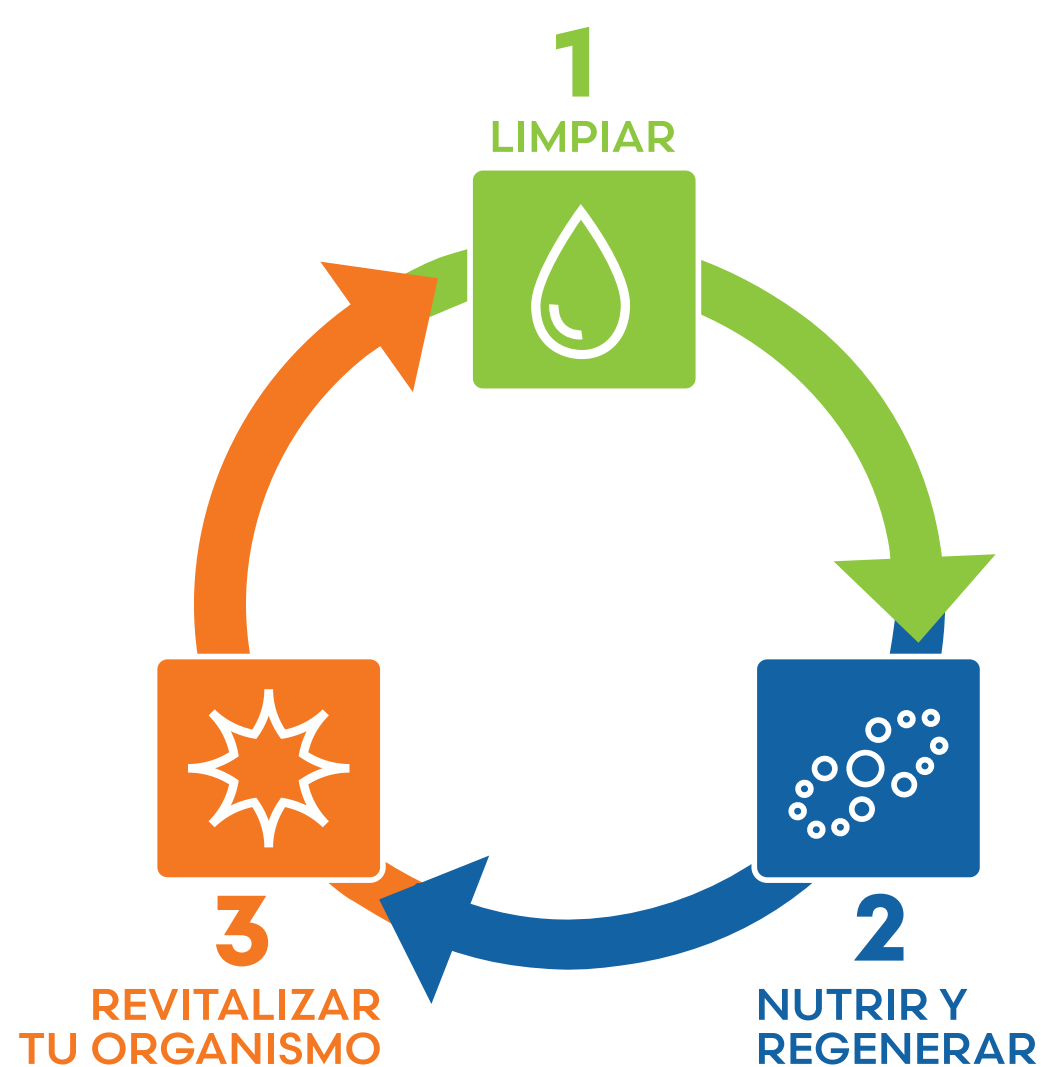 1
LIMPIAR
2
NUTRIR Y
REGENERAR
3
REVITALIZAR
TU ORGANISMO